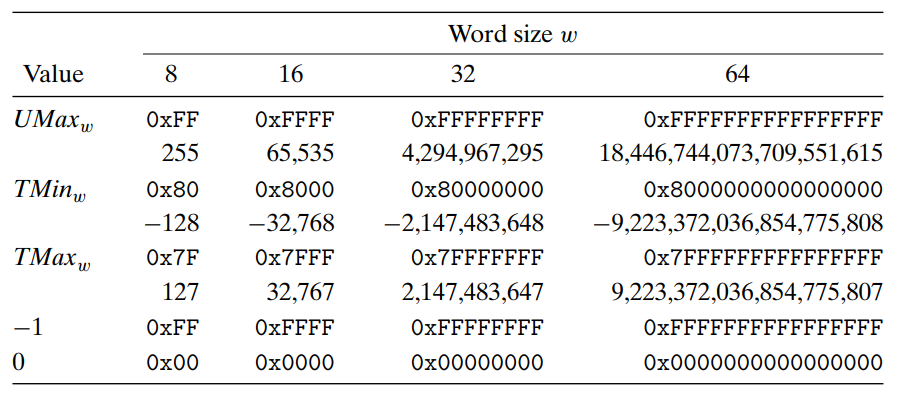 Word size w
Value 8 16 32 64
UMaxw 0xFF 0xFFFF 0xFFFFFFFF 0xFFFFFFFFFFFFFFFF
255 65,535 4,294,967,295 18,446,744,073,709,551,615
TMinw 0x80 0x8000 0x80000000 0x8000000000000000
−128 −32,768 −2,147,483,648 −9,223,372,036,854,775,808
TMaxw 0x7F 0x7FFF 0x7FFFFFFF 0x7FFFFFFFFFFFFFFF
127 32,767 2,147,483,647 9,223,372,036,854,775,807
−1 0xFF 0xFFFF 0xFFFFFFFF 0xFFFFFFFFFFFFFFFF
0 0x00 0x0000 0x00000000 0x0000000000000000